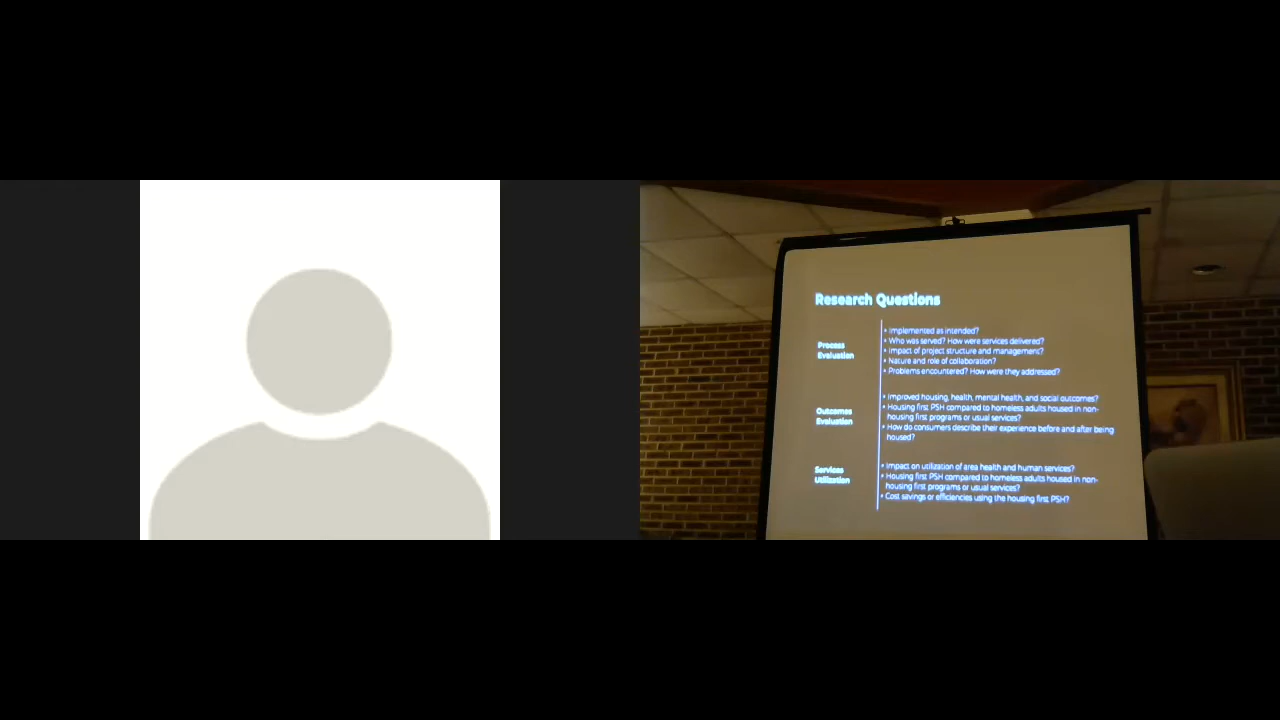 Research Questions
Process
Evaluation
• Implemented as intended?
• Who was served? How were services delivered?
• Impact of project structure and management?
• Nature and role of collaboration?
• Problems encountered? How were they addressed?
Outcomes
Evaluation
• Improved housing, health, mental health, and social outcomes?
• Housing first PSH compared to homeless adults housed in non-
housing first programs or usual services?
• How do consumers describe their experience before and after being
housed?
Services
Utilization
• Impact on utilization of area health and human services?
• Housing first PSH compared to homeless adults housed in non-
housing first programs or usual services?
• Cost savings or efficiencies using the housing first PSH?